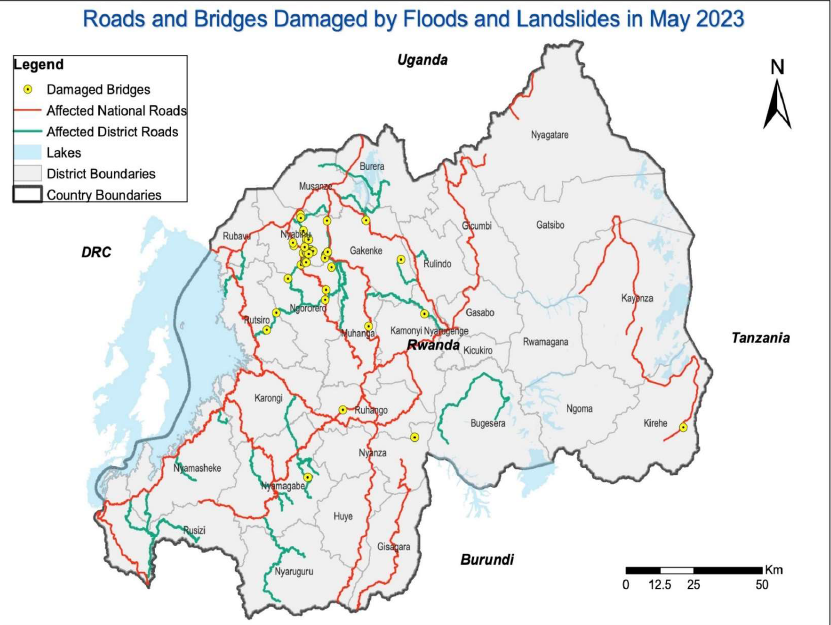 Roads and Bridges Damaged by Floods and Landslides in May 2023
Legend
Damaged Bridges
Affected National Roads
Affected District Roads
Lakes
District Boundaries
Country Boundaries
Uganda
N
Nyagatare
Burera
Musanze
Gicumbi
Gatsibo
Rubavu
Nyabihu
DRC
Gakenke
Rulindo
Kayonza
Ngororero
Gasabo
Rutsiro
Muhanga
Kamonyi Nyarugenge
Rwanda
Rwamagana
Tanzania
Kicukiro
Karongi
Ruhango
Ngoma
Bugesera
Kirehe
Nyanza
Nyamasheke
Nyamagabe
Huye
Rusizi
Gisagara
Burundi
Nyaruguru
Km
0 12.5 25 50